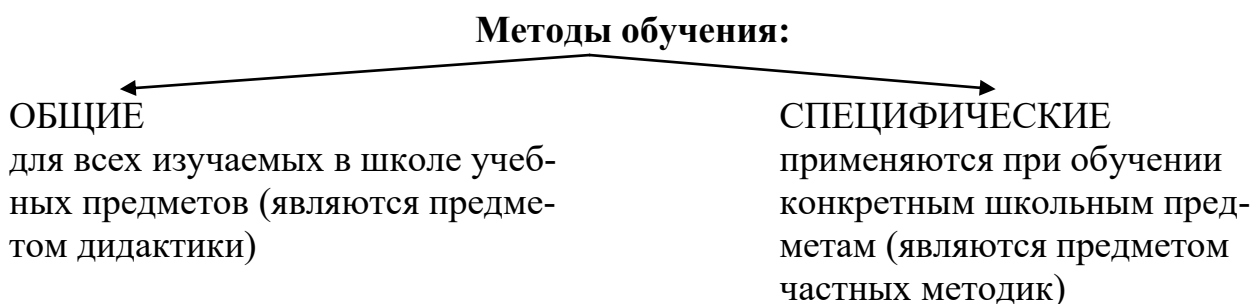 Методы обучения:
ОБЩИЕ
для всех изучаемых в школе учеб-
ных предметов (являются предме-
том дидактики)
СПЕЦИФИЧЕСКИЕ
применяются при обучении
конкретным школьным пред-
метам (являются предметом
частных методик)